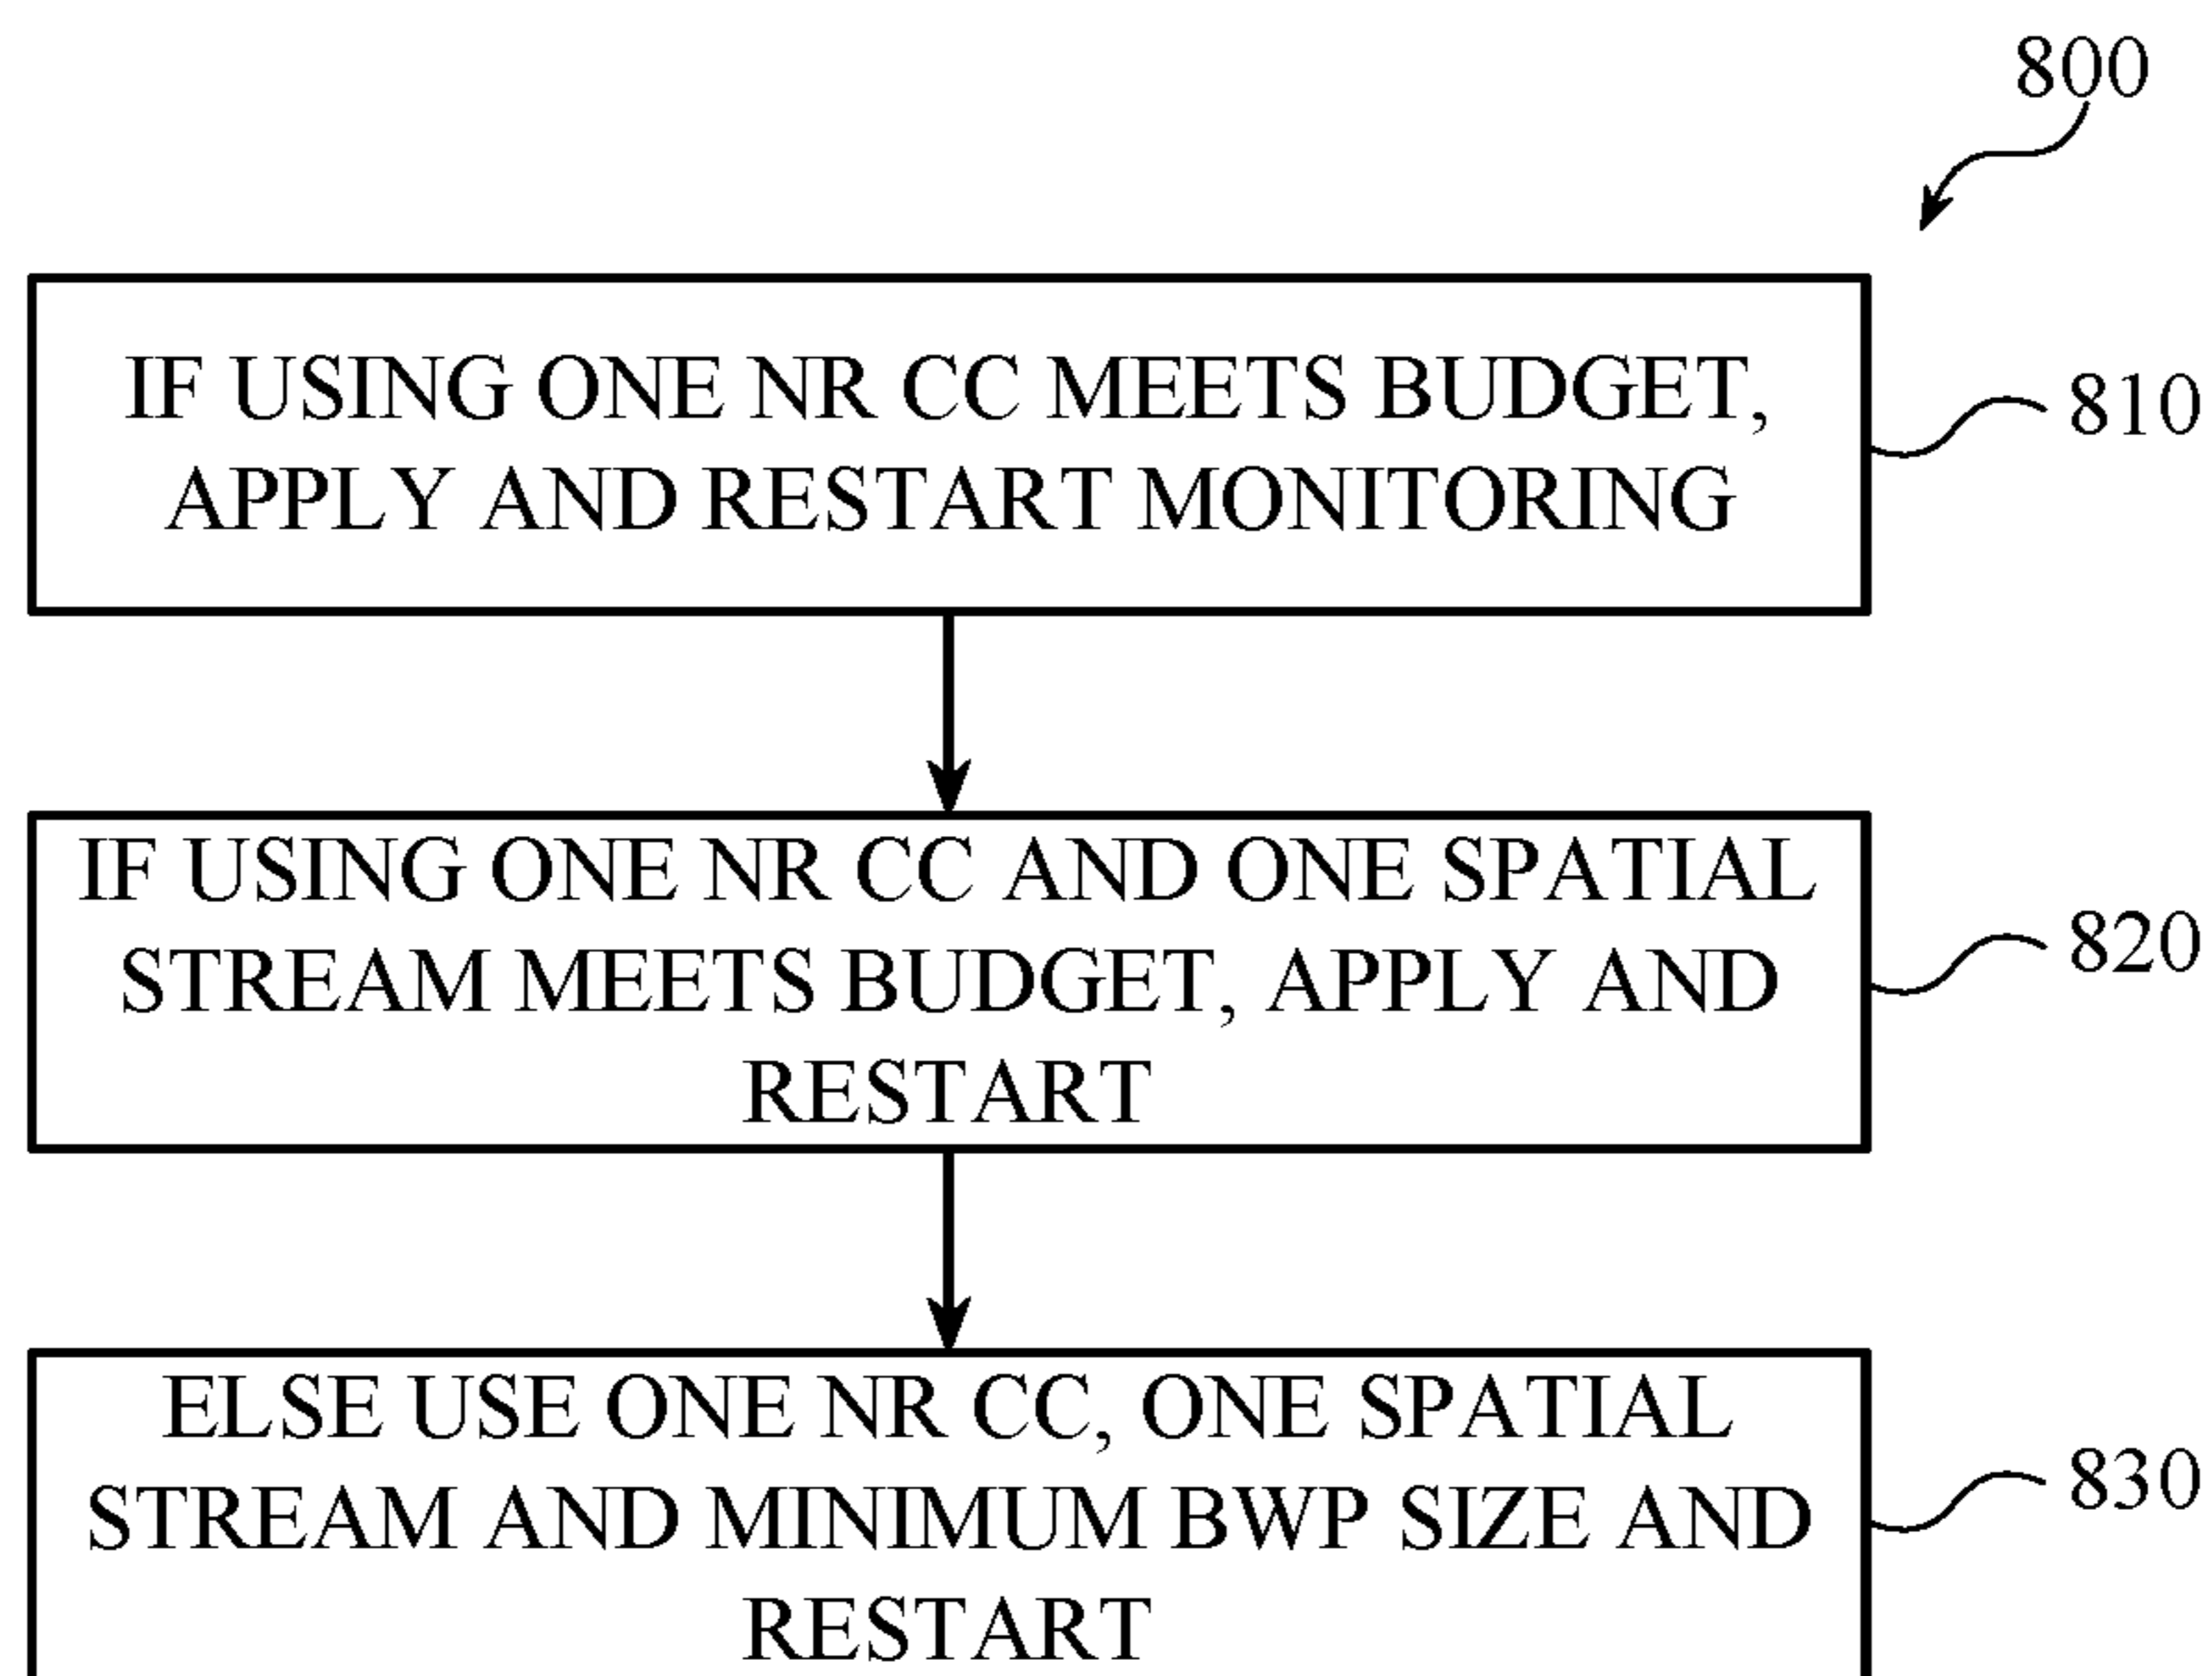 800
IF USING ONE NR CC MEETS BUDGET,
APPLY AND RESTART MONITORING
810
IF USING ONE NR CC AND ONE SPATIAL
STREAM MEETS BUDGET, APPLY AND
RESTART
820
ELSE USE ONE NR CC, ONE SPATIAL
STREAM AND MINIMUM BWP SIZE AND
RESTART
830